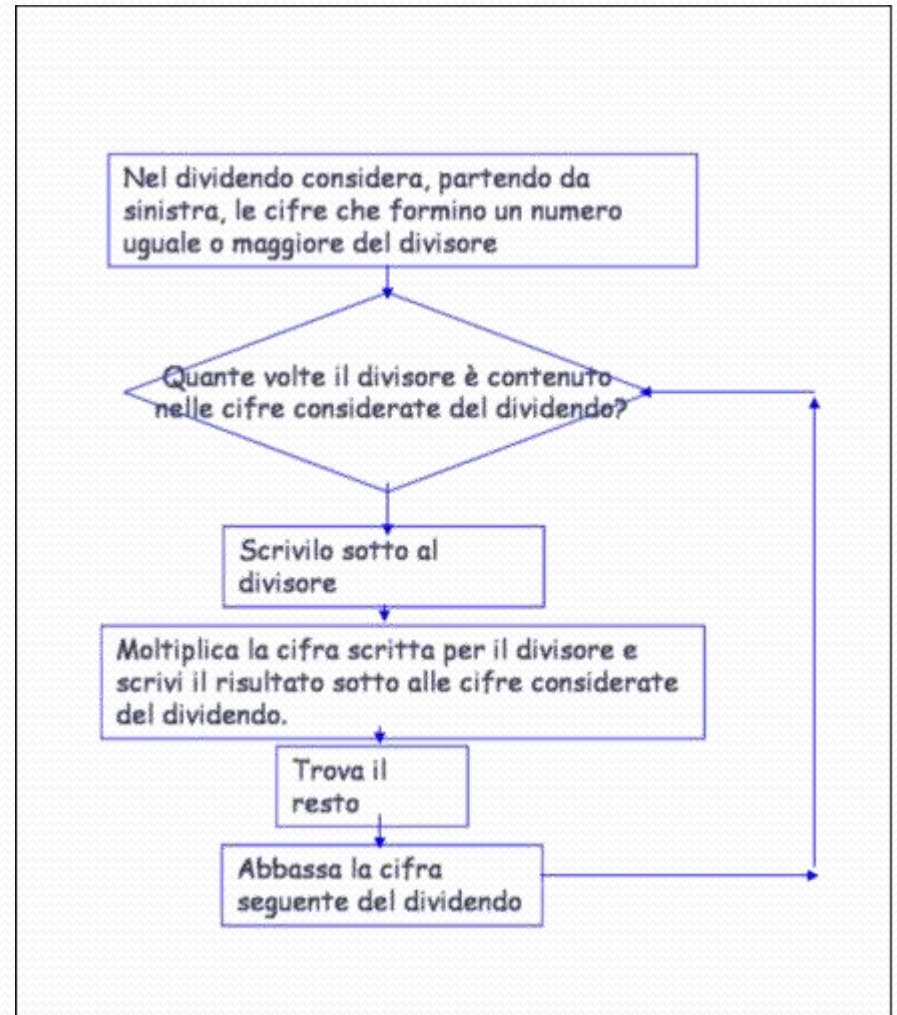 Nel dividendo considera, partendo da
sinistra, le cifre che formino un numero
uguale o maggiore del divisore
Quante volte il divisore è contenuto
nelle cifre considerate del dividendo?
Scrivilo sotto al
divisore
Moltiplica la cifra scritta per il divisore e
scrivi il risultato sotto alle cifre considerate
del dividendo.
Trova il
resto
Abbassa la cifra
seguente del dividendo